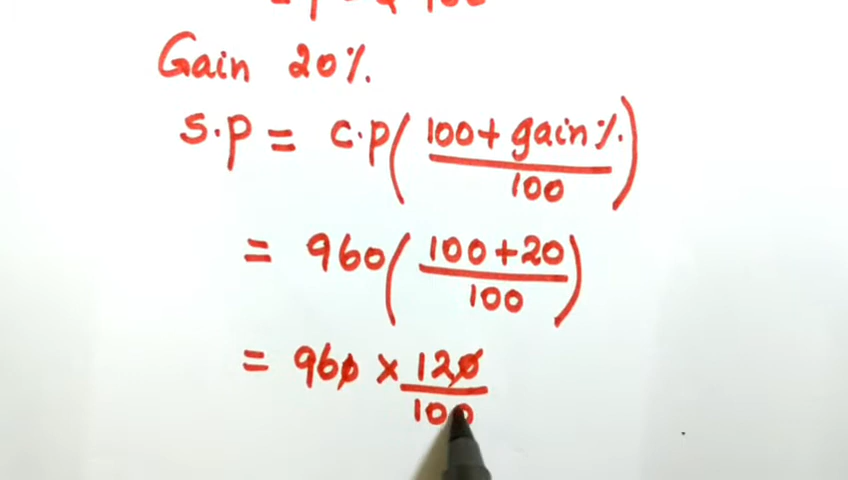 Gain 20%.
S.P = C.P ( 100 + gain % / 100 )
= 960 ( 100 + 20 / 100 )
= 960 × 120 / 100